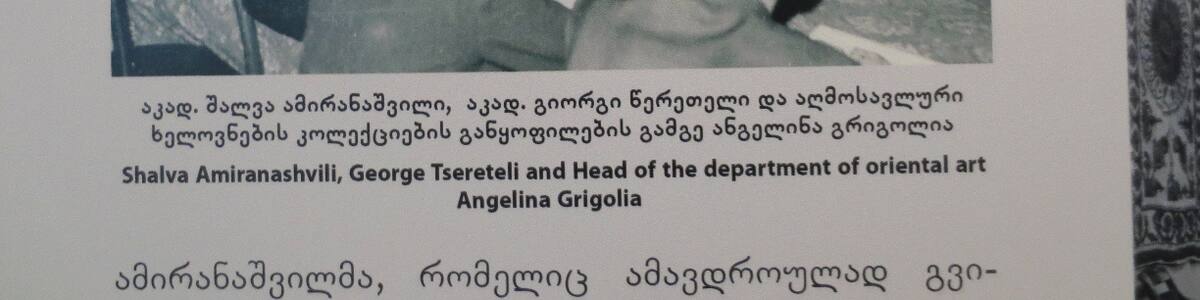 აკად. შალვა ამირანაშვილი, აკად. გიორგი წერეთელი და აღმოსავლური
ხელოვნების კოლექციების განყოფილების გამგე ანგელინა გრიგოლია
Shalva Amiranashvili, George Tsereteli and Head of the department of oriental art
Angelina Grigolia
ამირანაშვილმა, რომელიც ამავდროულად გვი-